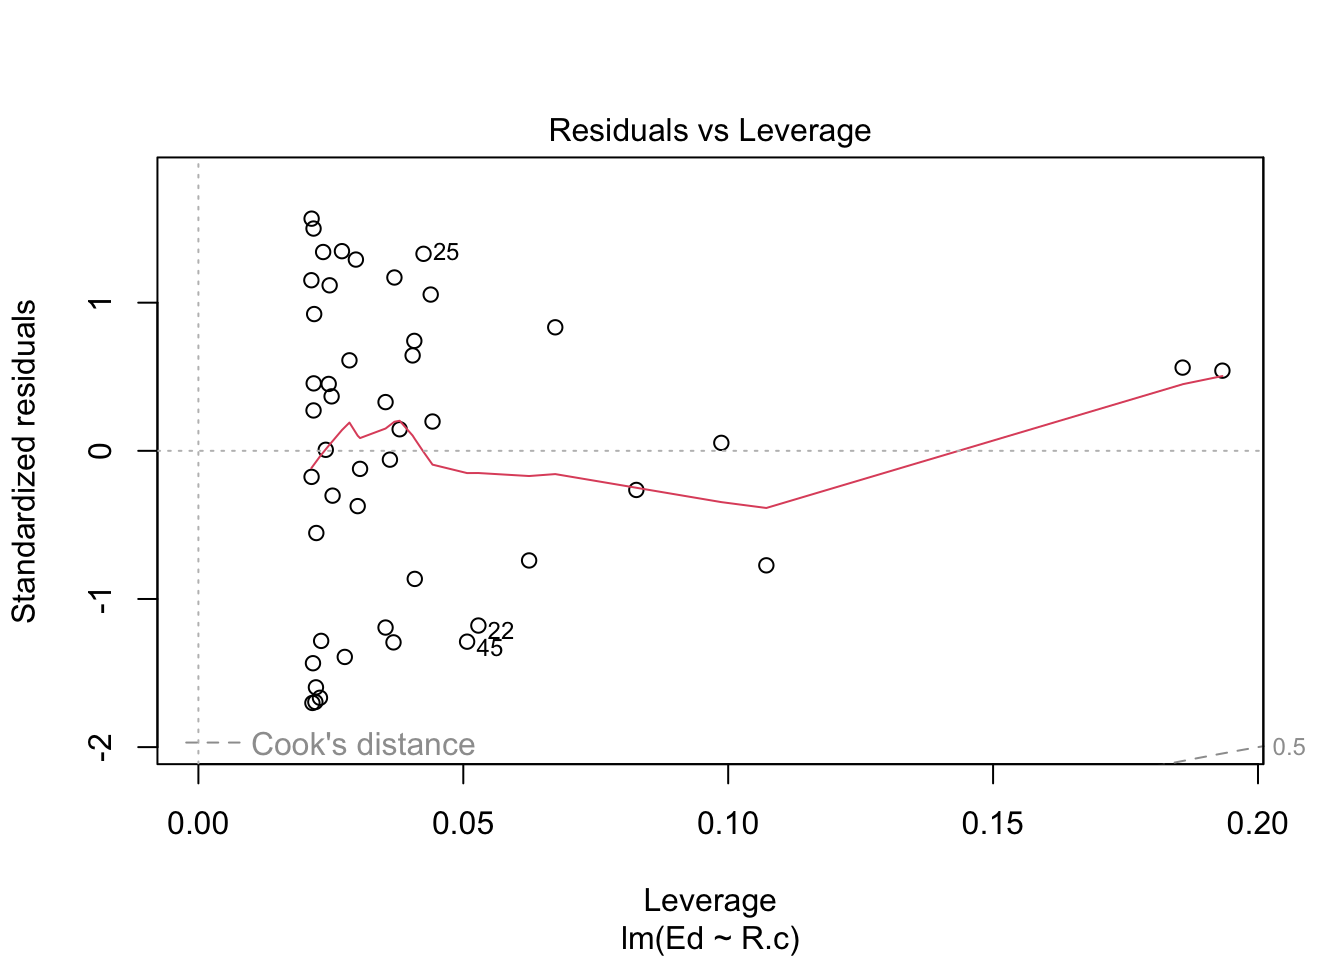 Residuals vs Leverage
Standardized residuals
1
0
-1
-2
25
22
45
Cook's distance
0.5
0.00 0.05 0.10 0.15 0.20
Leverage
lm(Ed ~ R.c)